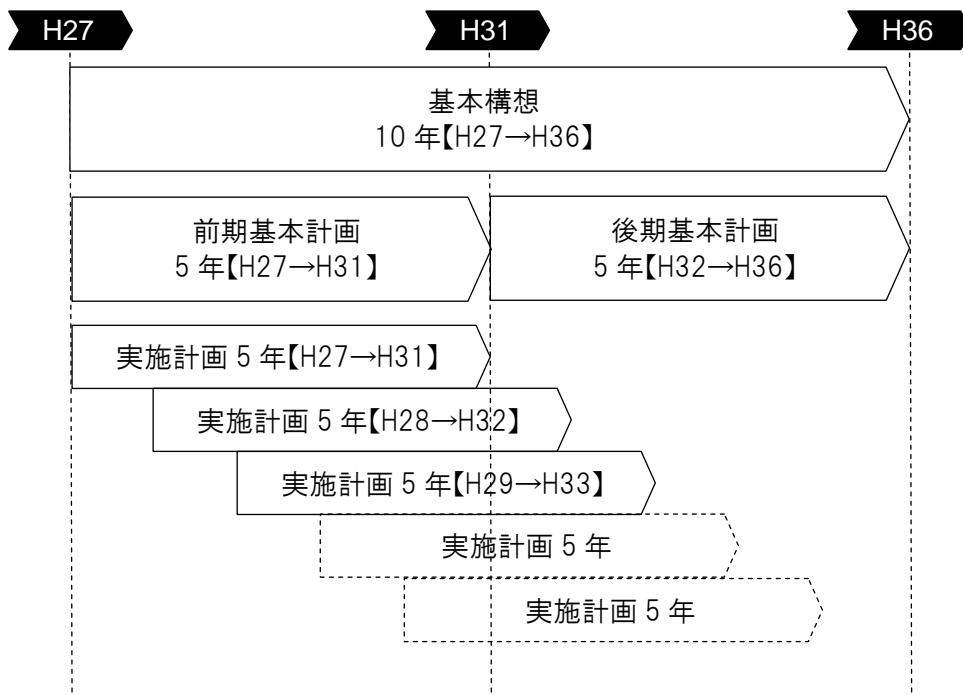 H27
H31
H36
基本構想
10 年【H27→H36】
前期基本計画
5 年【H27→H31】
後期基本計画
5 年【H32→H36】
実施計画 5 年【H27→H31】
実施計画 5 年【H28→H32】
実施計画 5 年【H29→H33】
実施計画 5 年
実施計画 5 年